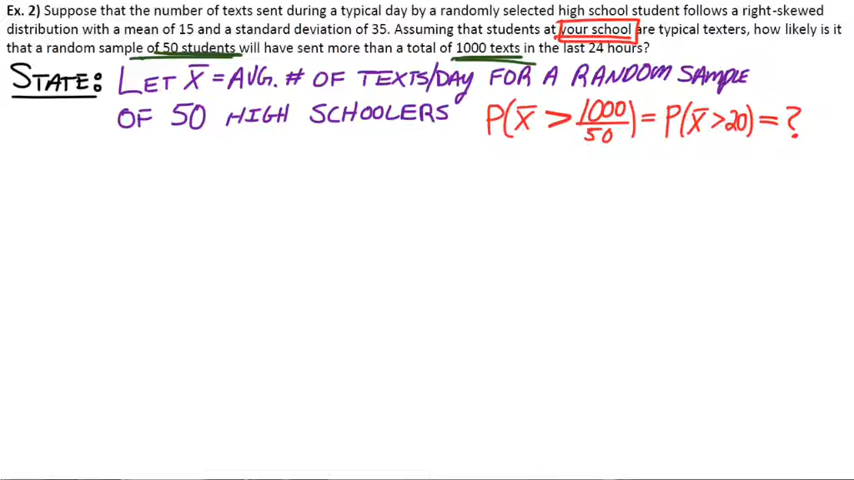 Ex. 2) Suppose that the number of texts sent during a typical day by a randomly selected high school student follows a right-skewed
distribution with a mean of 15 and a standard deviation of 35. Assuming that students at your school are typical texters, how likely is it
that a random sample of 50 students will have sent more than a total of 1000 texts in the last 24 hours?
STATE: LET x̄ = AVG. # OF TEXTS/DAY FOR A RANDOM SAMPLE
OF 50 HIGH SCHOOLERS P(x̄ > 1000/50) = P(x̄ > 20) = ?